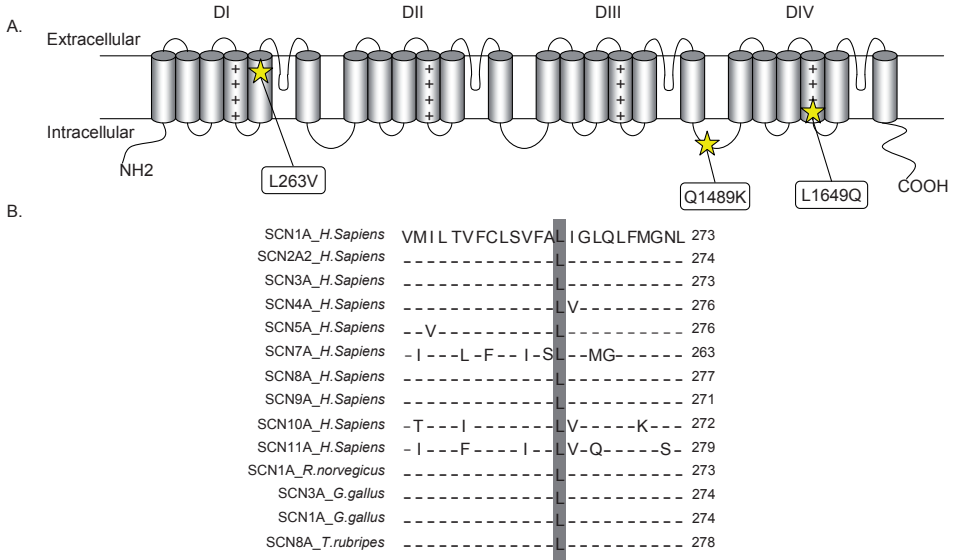 A.
DI DII DIII DIV
Extracellular
+ + + +
+ + + +
+ + + +
+ + + +
Intracellular
NH2
L263V
Q1489K
L1649Q
COOH
B.
SCN1A_H.Sapiens VMILTVFCLSVFALIGLQLFMGNL 273
SCN2A2_H.Sapiens -------------L---------- 274
SCN3A_H.Sapiens -------------L---------- 273
SCN4A_H.Sapiens -------------LV--------- 276
SCN5A_H.Sapiens --V----------L---------- 276
SCN7A_H.Sapiens -I---L-F--I-SL--MG------ 263
SCN8A_H.Sapiens -------------L---------- 277
SCN9A_H.Sapiens -------------L---------- 271
SCN10A_H.Sapiens -T---I-------LV-----K--- 272
SCN11A_H.Sapiens -I---F----I--LV-Q-----S- 279
SCN1A_R.norvegicus -------------L---------- 273
SCN3A_G.gallus -------------L---------- 274
SCN1A_G.gallus -------------L---------- 274
SCN8A_T.rubripes -------------L---------- 278